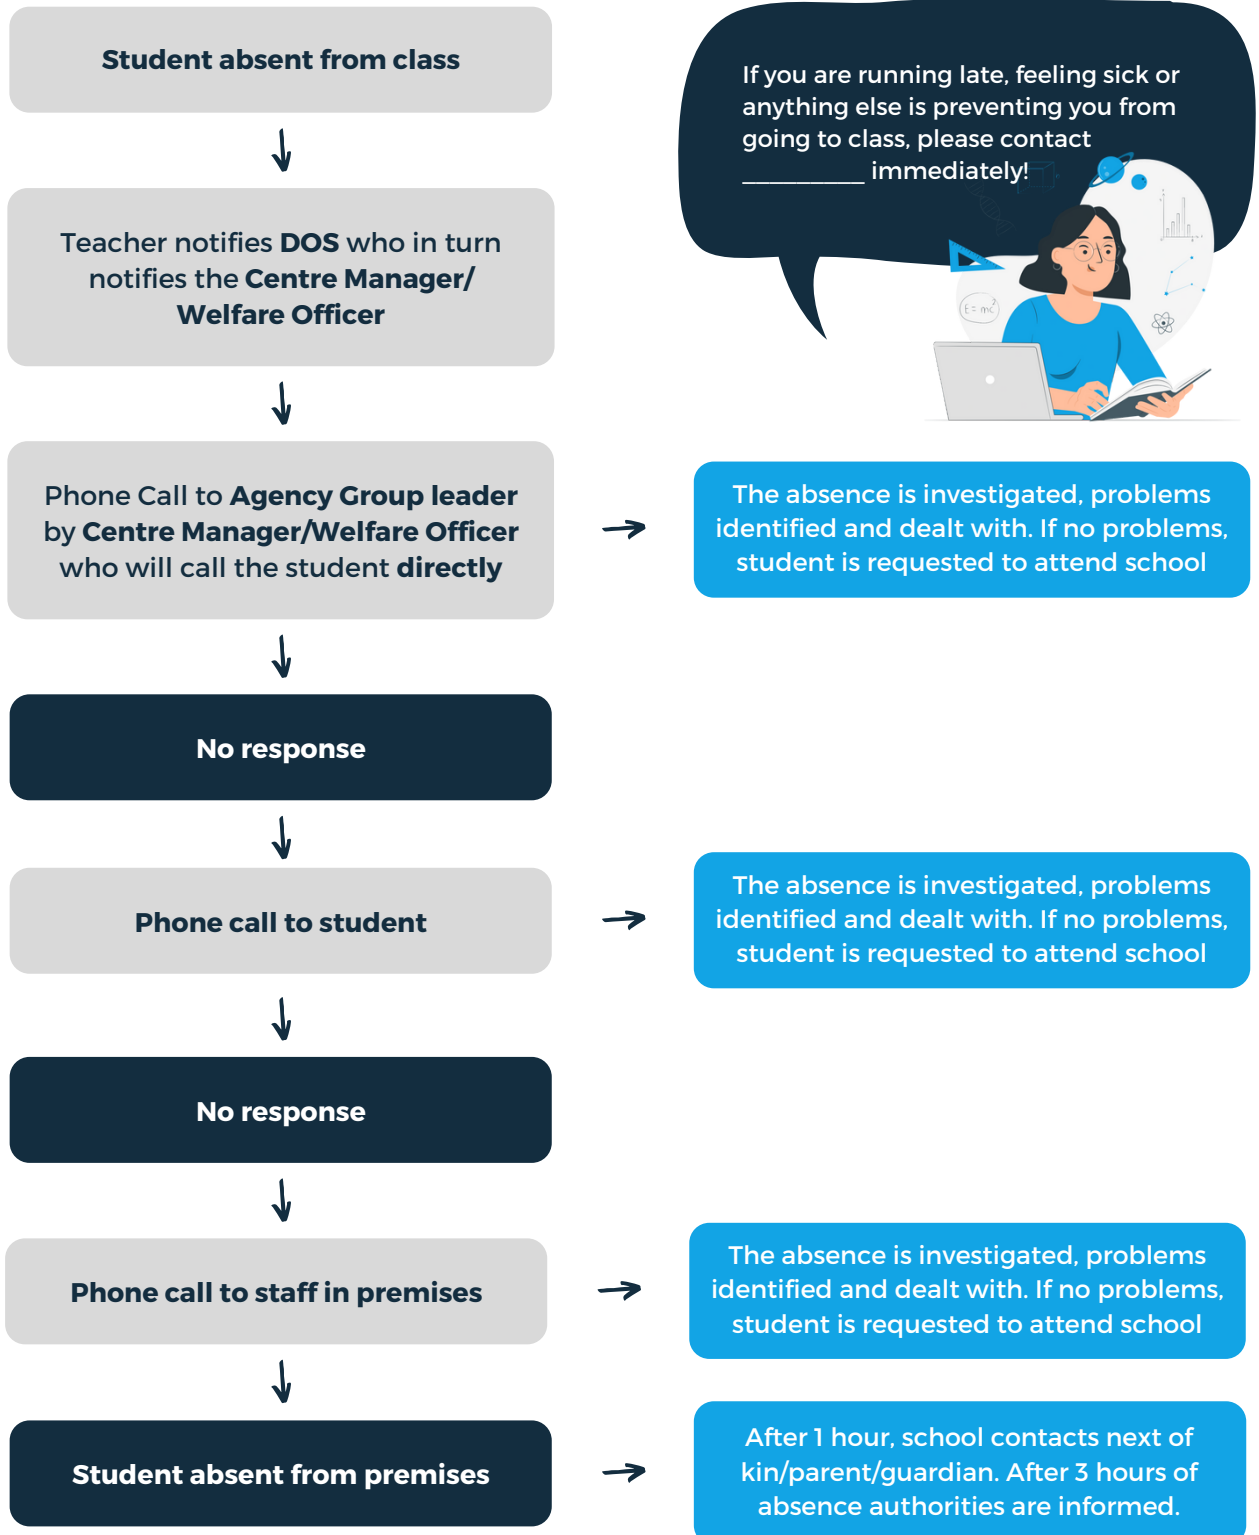 Student absent from class
If you are running late, feeling sick or
anything else is preventing you from
going to class, please contact
_________ immediately!
E = mc²
Teacher notifies DOS who in turn
notifies the Centre Manager/
Welfare Officer
Phone Call to Agency Group leader
by Centre Manager/Welfare Officer
who will call the student directly
The absence is investigated, problems
identified and dealt with. If no problems,
student is requested to attend school
No response
Phone call to student
The absence is investigated, problems
identified and dealt with. If no problems,
student is requested to attend school
No response
Phone call to staff in premises
The absence is investigated, problems
identified and dealt with. If no problems,
student is requested to attend school
Student absent from premises
After 1 hour, school contacts next of
kin/parent/guardian. After 3 hours of
absence authorities are informed.